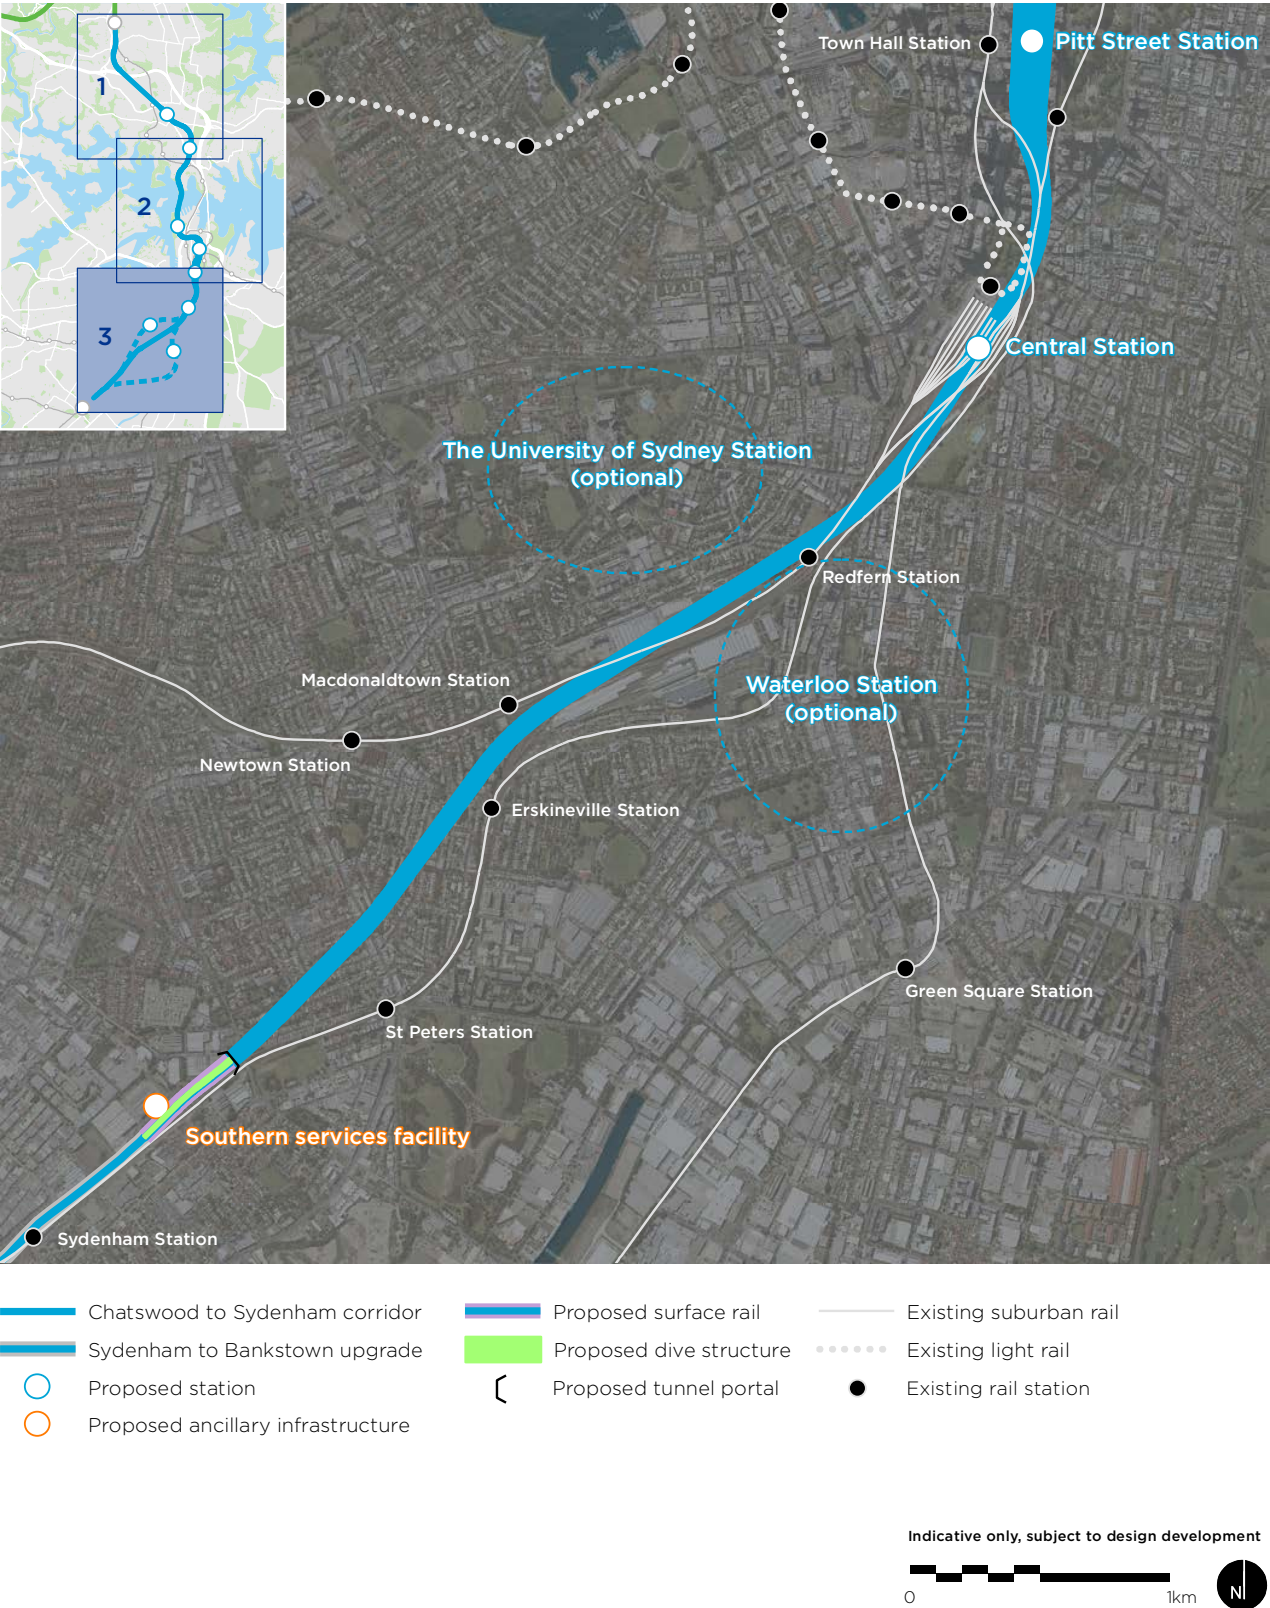 1
2
3
Town Hall Station
Pitt Street Station
Central Station
The University of Sydney Station
(optional)
Redfern Station
Macdonaldtown Station
Waterloo Station
(optional)
Newtown Station
Erskineville Station
Green Square Station
St Peters Station
Southern services facility
Sydenham Station
Chatswood to Sydenham corridor
Sydenham to Bankstown upgrade
Proposed station
Proposed ancillary infrastructure
Proposed surface rail
Proposed dive structure
Proposed tunnel portal
Existing suburban rail
Existing light rail
Existing rail station
Indicative only, subject to design development
0
1km
N